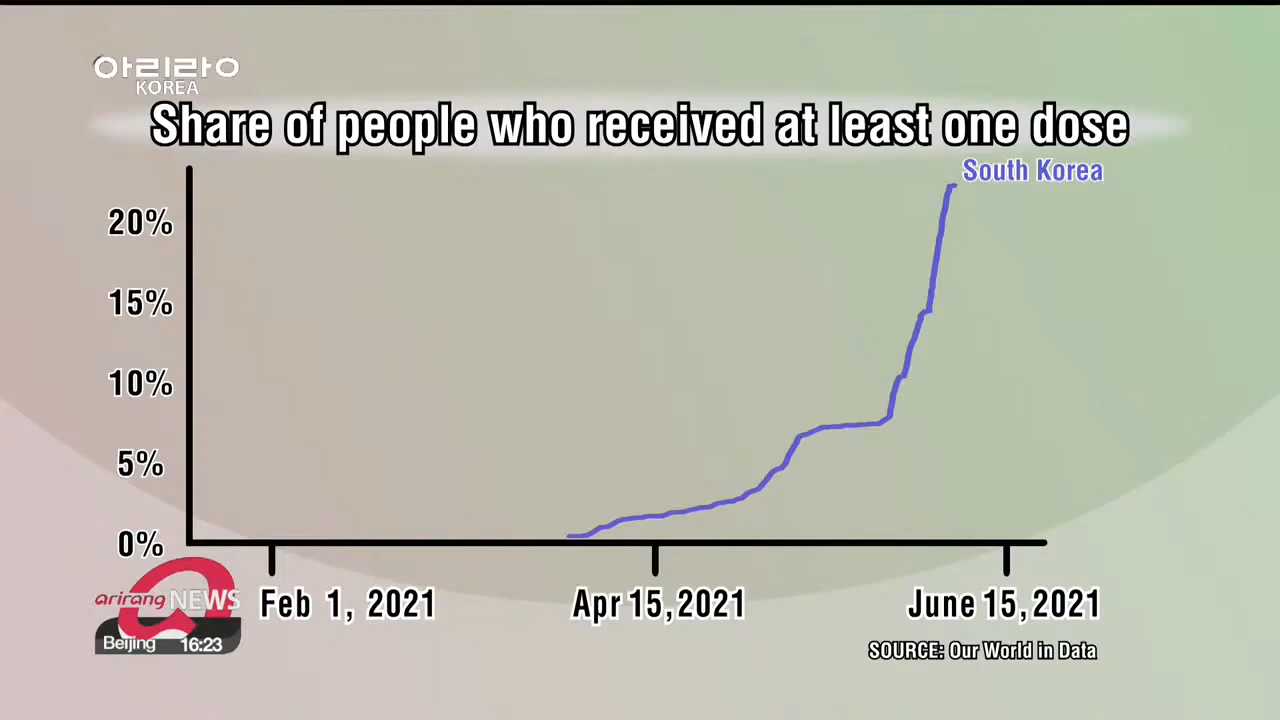 아리랑
KOREA
Share of people who received at least one dose
South Korea
20%
15%
10%
5%
0%
Feb 1, 2021
Apr 15,2021
June 15,2021
arirang NEWS
Beijing 16:23
SOURCE: Our World in Data